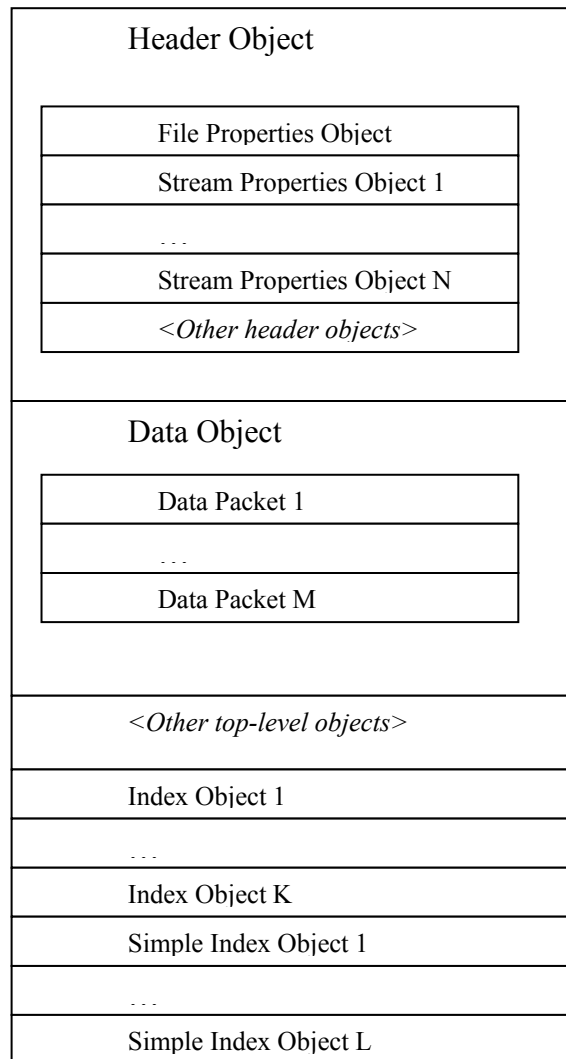 Header Object
File Properties Object
Stream Properties Object 1
. . .
Stream Properties Object N
<Other header objects>
Data Object
Data Packet 1
. . .
Data Packet M
<Other top-level objects>
Index Object 1
. . .
Index Object K
Simple Index Object 1
. . .
Simple Index Object L